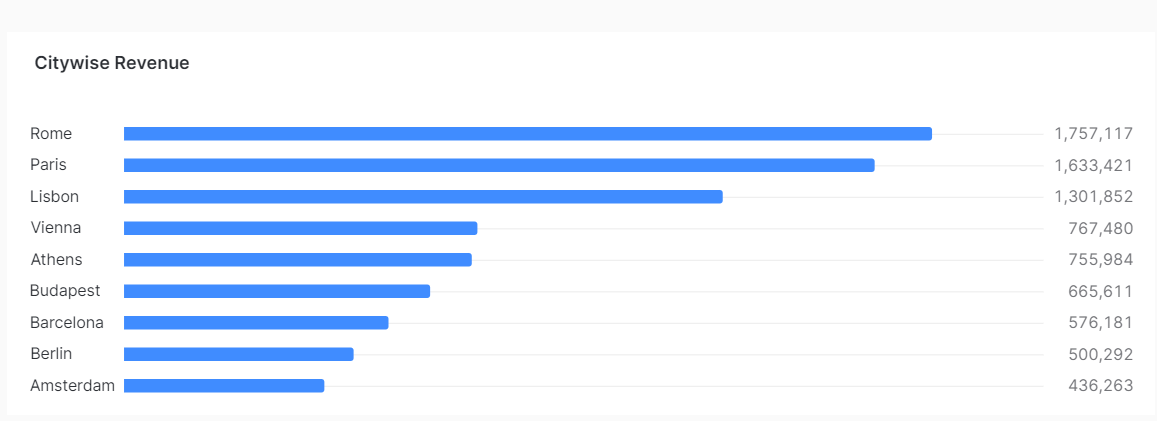 Citywise Revenue
Rome 1,757,117
Paris 1,633,421
Lisbon 1,301,852
Vienna 767,480
Athens 755,984
Budapest 665,611
Barcelona 576,181
Berlin 500,292
Amsterdam 436,263